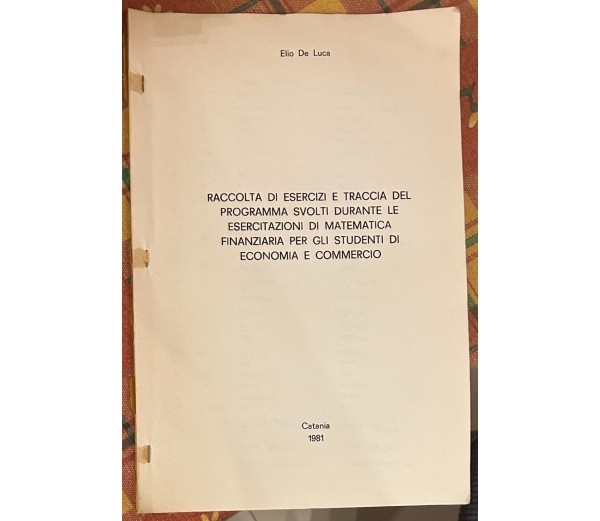 Elio De Luca
RACCOLTA DI ESERCIZI E TRACCIA DEL
PROGRAMMA SVOLTI DURANTE LE
ESERCITAZIONI DI MATEMATICA
FINANZIARIA PER GLI STUDENTI DI
ECONOMIA E COMMERCIO
Catania
1981